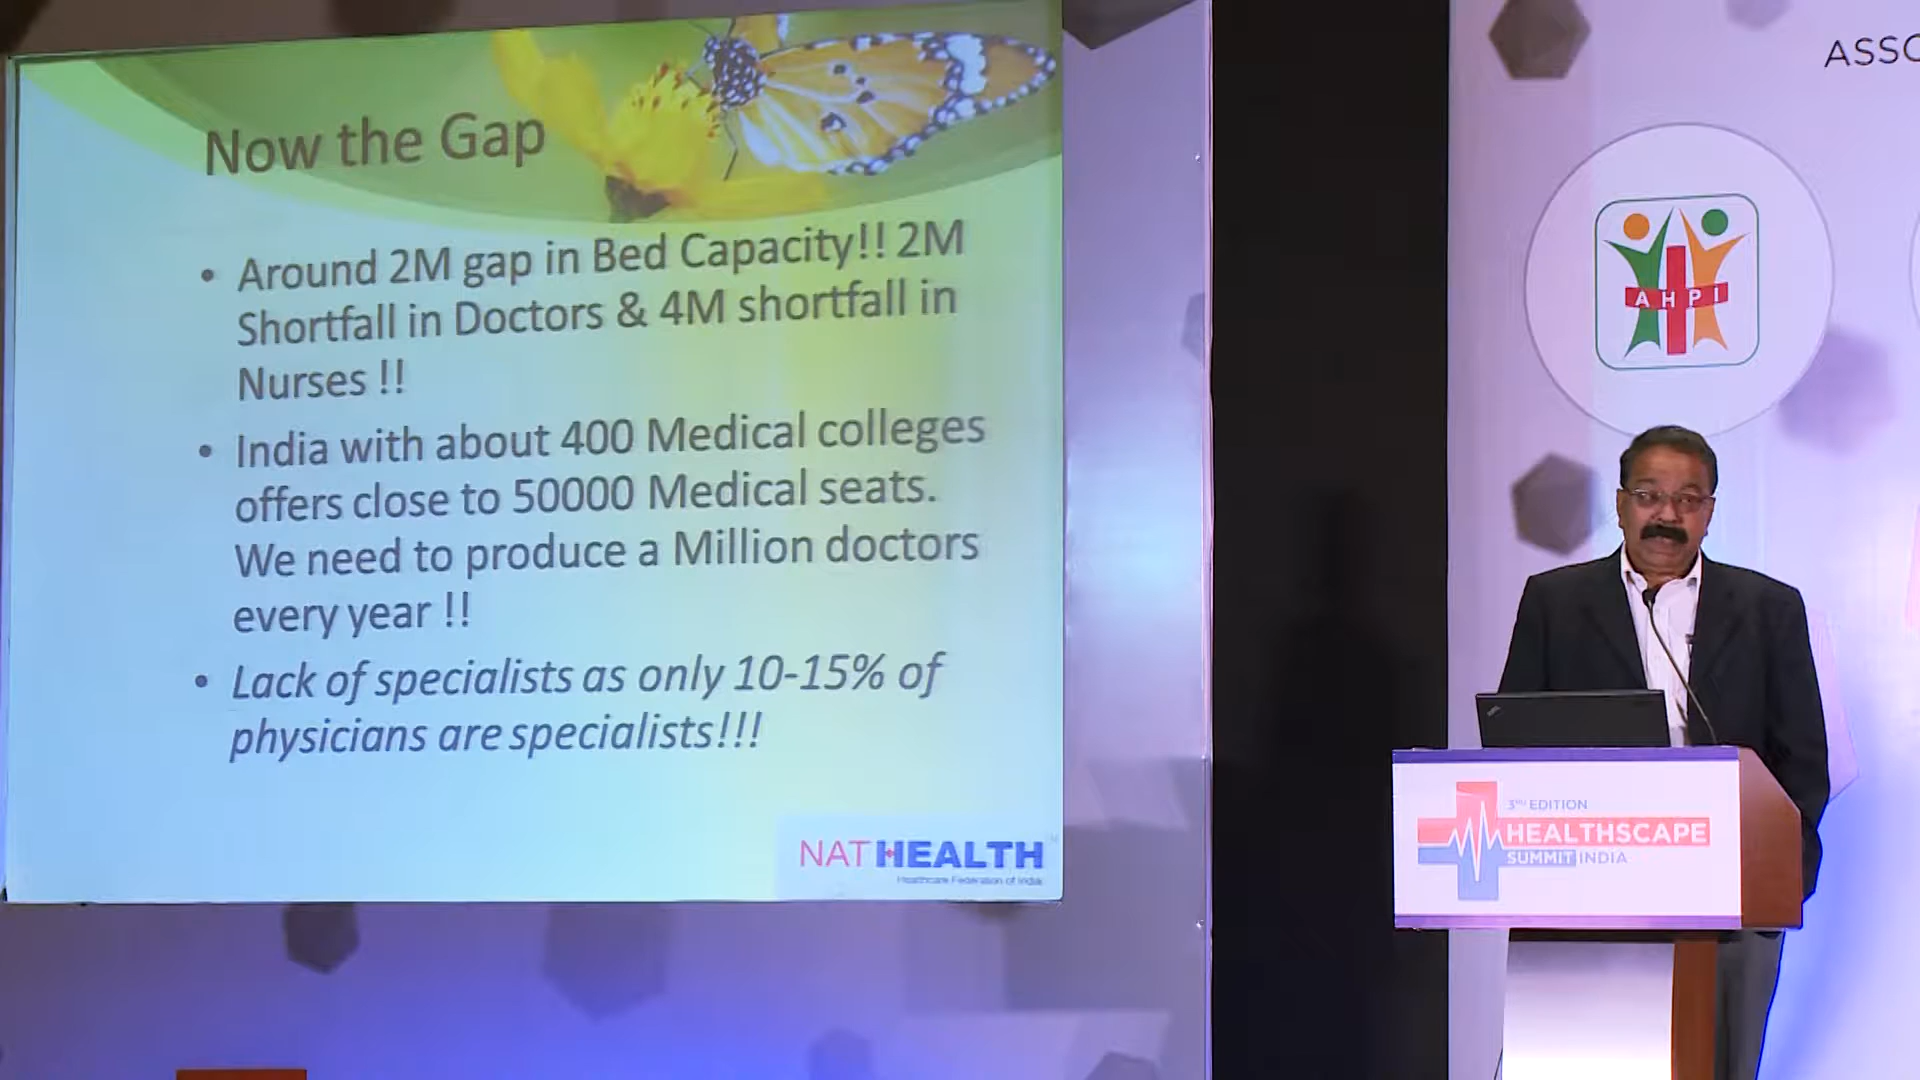 Now the Gap
• Around 2M gap in Bed Capacity!! 2M
Shortfall in Doctors & 4M shortfall in
Nurses !!
• India with about 400 Medical colleges
offers close to 50000 Medical seats.
We need to produce a Million doctors
every year !!
• Lack of specialists as only 10-15% of
physicians are specialists!!!
NATHEALTH
Healthcare Federation of India
ASSO
AHPI
3RD EDITION
HEALTHSCAPE
SUMMIT INDIA